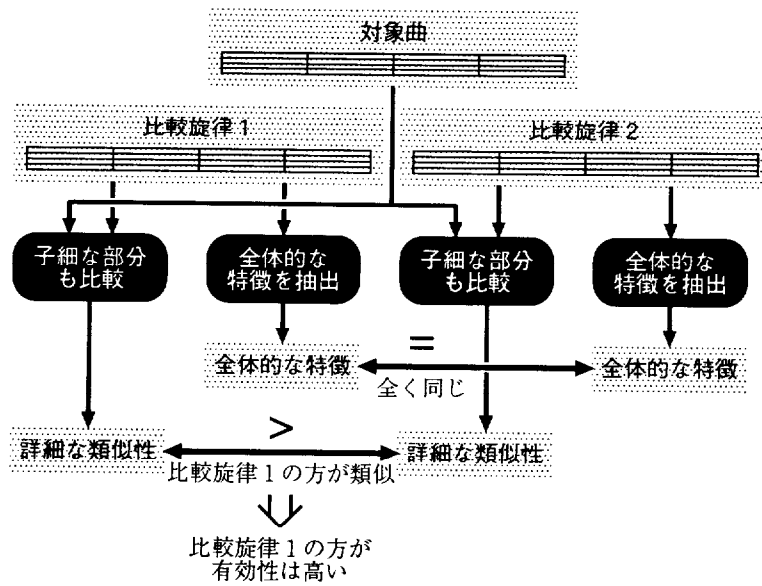 対象曲
比較旋律1
比較旋律2
子細な部分
も比較
全体的な
特徴を抽出
子細な部分
も比較
全体的な
特徴を抽出
=
全体的な特徴
全体的な特徴
全く同じ
>
詳細な類似性
詳細な類似性
比較旋律1の方が類似
比較旋律1の方が
有効性は高い